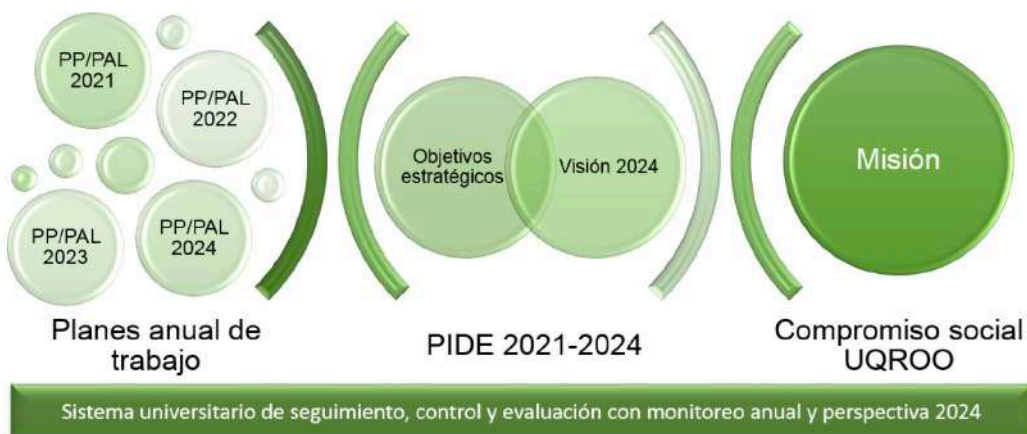 PP/PAL
2021
PP/PAL
2022
PP/PAL
2023
PP/PAL
2024
Planes anual de
trabajo
Objetivos
estratégicos
Visión 2024
PIDE 2021-2024
Misión
Compromiso social
UQROO
Sistema universitario de seguimiento, control y evaluación con monitoreo anual y perspectiva 2024